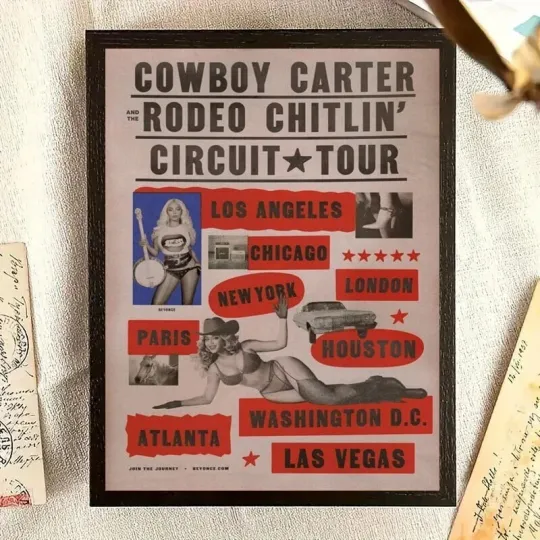 COWBOY CARTER
AND THE RODEO CHITLIN'
CIRCUIT★TOUR
LOS ANGELES
CHICAGO
BEYONCE
NEW YORK
LONDON
PARIS
HOUSTON
WASHINGTON D.C.
ATLANTA
LAS VEGAS
JOIN THE JOURNEY • BEYONCE.COM